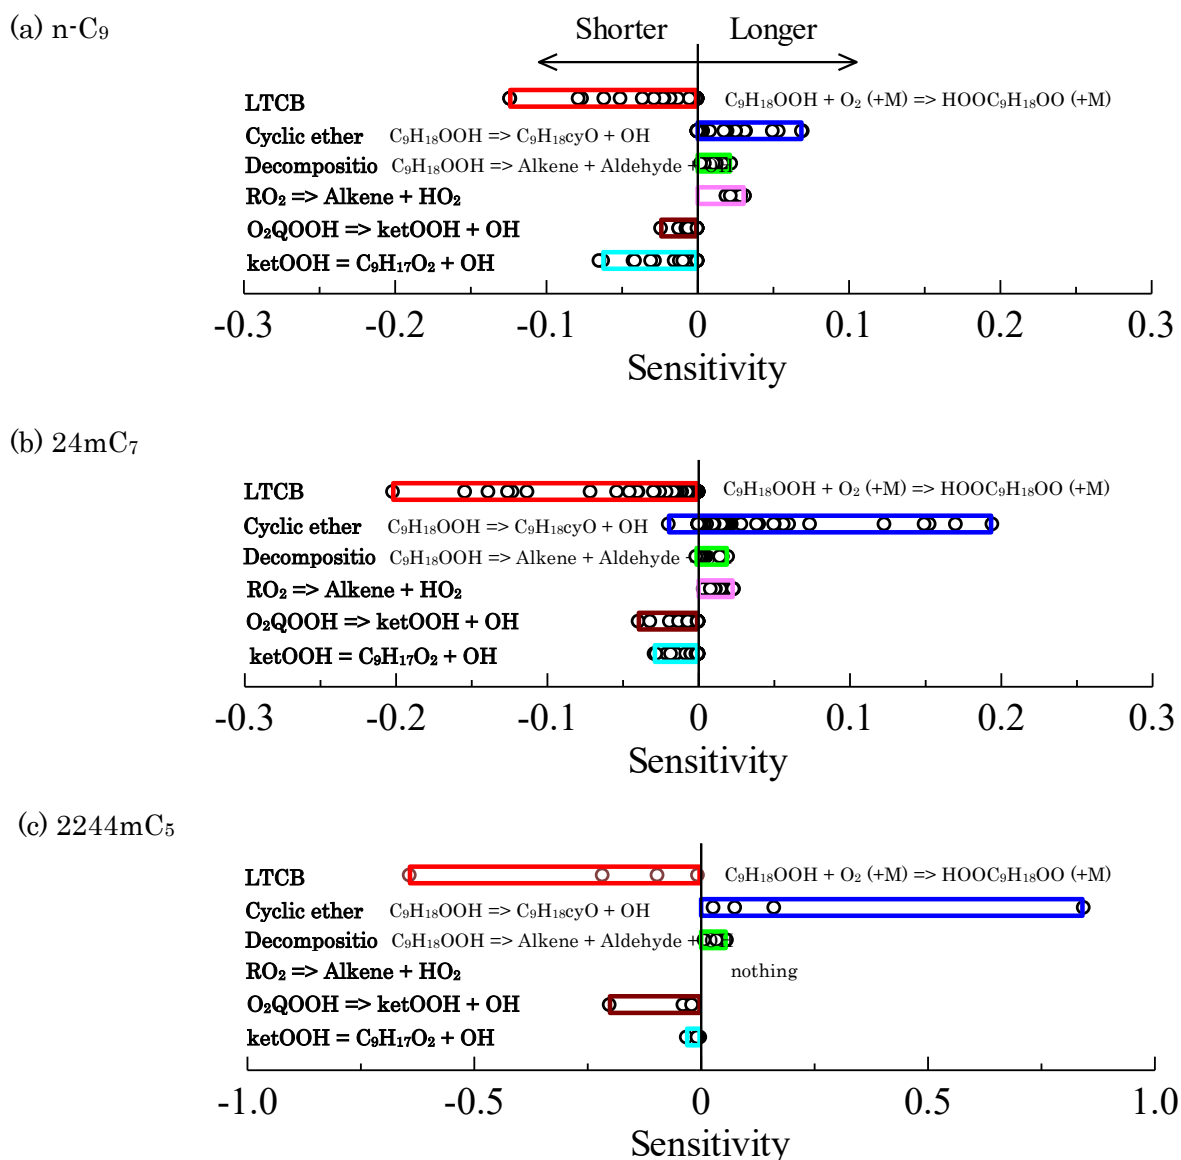 (a) n-C₉
Shorter Longer
LTCB C₉H₁₈OOH + O₂ (+M) => HOOC₉H₁₈OO (+M)
Cyclic ether C₉H₁₈OOH => C₉H₁₈cyO + OH
Decompositio C₉H₁₈OOH => Alkene + Aldehyde +
RO₂ => Alkene + HO₂
O₂QOOH => ketOOH + OH
ketOOH = C₉H₁₇O₂ + OH
-0.3 -0.2 -0.1 0 0.1 0.2 0.3
Sensitivity
(b) 24mC₇
LTCB C₉H₁₈OOH + O₂ (+M) => HOOC₉H₁₈OO (+M)
Cyclic ether C₉H₁₈OOH => C₉H₁₈cyO + OH
Decompositio C₉H₁₈OOH => Alkene + Aldehyde
RO₂ => Alkene + HO₂
O₂QOOH => ketOOH + OH
ketOOH = C₉H₁₇O₂ + OH
-0.3 -0.2 -0.1 0 0.1 0.2 0.3
Sensitivity
(c) 2244mC₅
LTCB C₉H₁₈OOH + O₂ (+M) => HOOC₉H₁₈OO (+M)
Cyclic ether C₉H₁₈OOH => C₉H₁₈cyO + OH
Decompositio C₉H₁₈OOH => Alkene + Aldehyde +
RO₂ => Alkene + HO₂ nothing
O₂QOOH => ketOOH + OH
ketOOH = C₉H₁₇O₂ + OH
-1.0 -0.5 0 0.5 1.0
Sensitivity